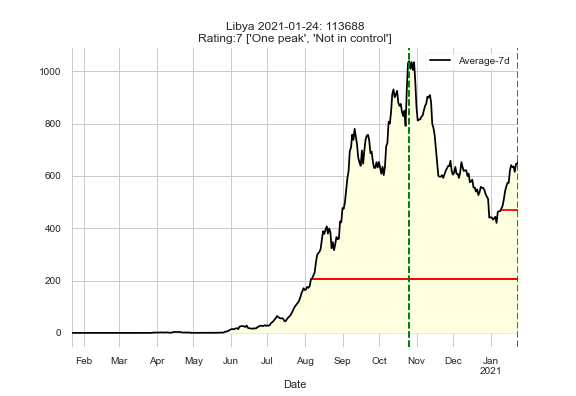 Libya 2021-01-24: 113688
Rating:7 ['One peak', 'Not in control']
Average-7d
1000
800
600
400
200
0
Feb Mar Apr May Jun Jul Aug Sep Oct Nov Dec Jan
2021
Date